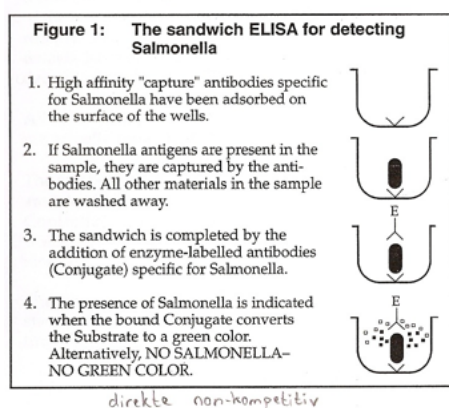 Figure 1: The sandwich ELISA for detecting
Salmonella
1. High affinity "capture" antibodies specific
for Salmonella have been adsorbed on
the surface of the wells.
2. If Salmonella antigens are present in the
sample, they are captured by the anti-
bodies. All other materials in the sample
are washed away.
E
3. The sandwich is completed by the
addition of enzyme-labelled antibodies
(Conjugate) specific for Salmonella.
4. The presence of Salmonella is indicated
E
when the bound Conjugate converts
the Substrate to a green color.
Alternatively, NO SALMONELLA–
NO GREEN COLOR.
direkte non-kompetitiv